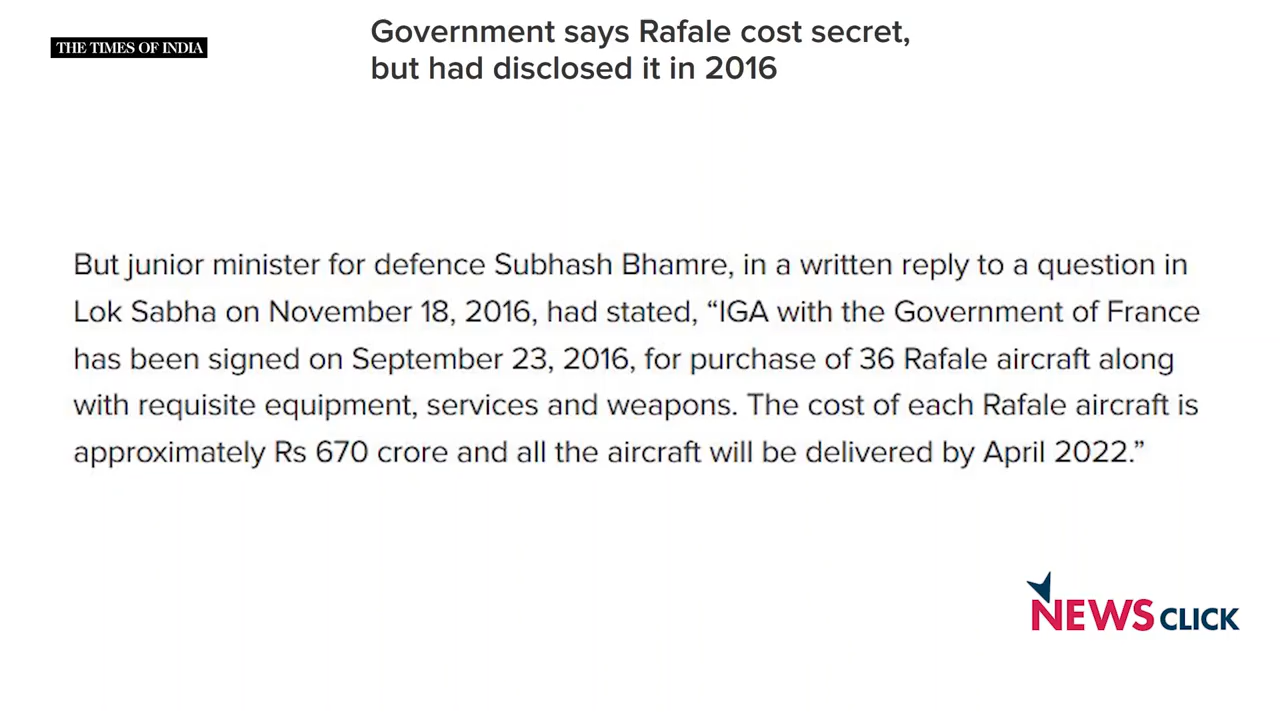 THE TIMES OF INDIA
Government says Rafale cost secret,
but had disclosed it in 2016
But junior minister for defence Subhash Bhamre, in a written reply to a question in
Lok Sabha on November 18, 2016, had stated, “IGA with the Government of France
has been signed on September 23, 2016, for purchase of 36 Rafale aircraft along
with requisite equipment, services and weapons. The cost of each Rafale aircraft is
approximately Rs 670 crore and all the aircraft will be delivered by April 2022.”
NEWSCLICK